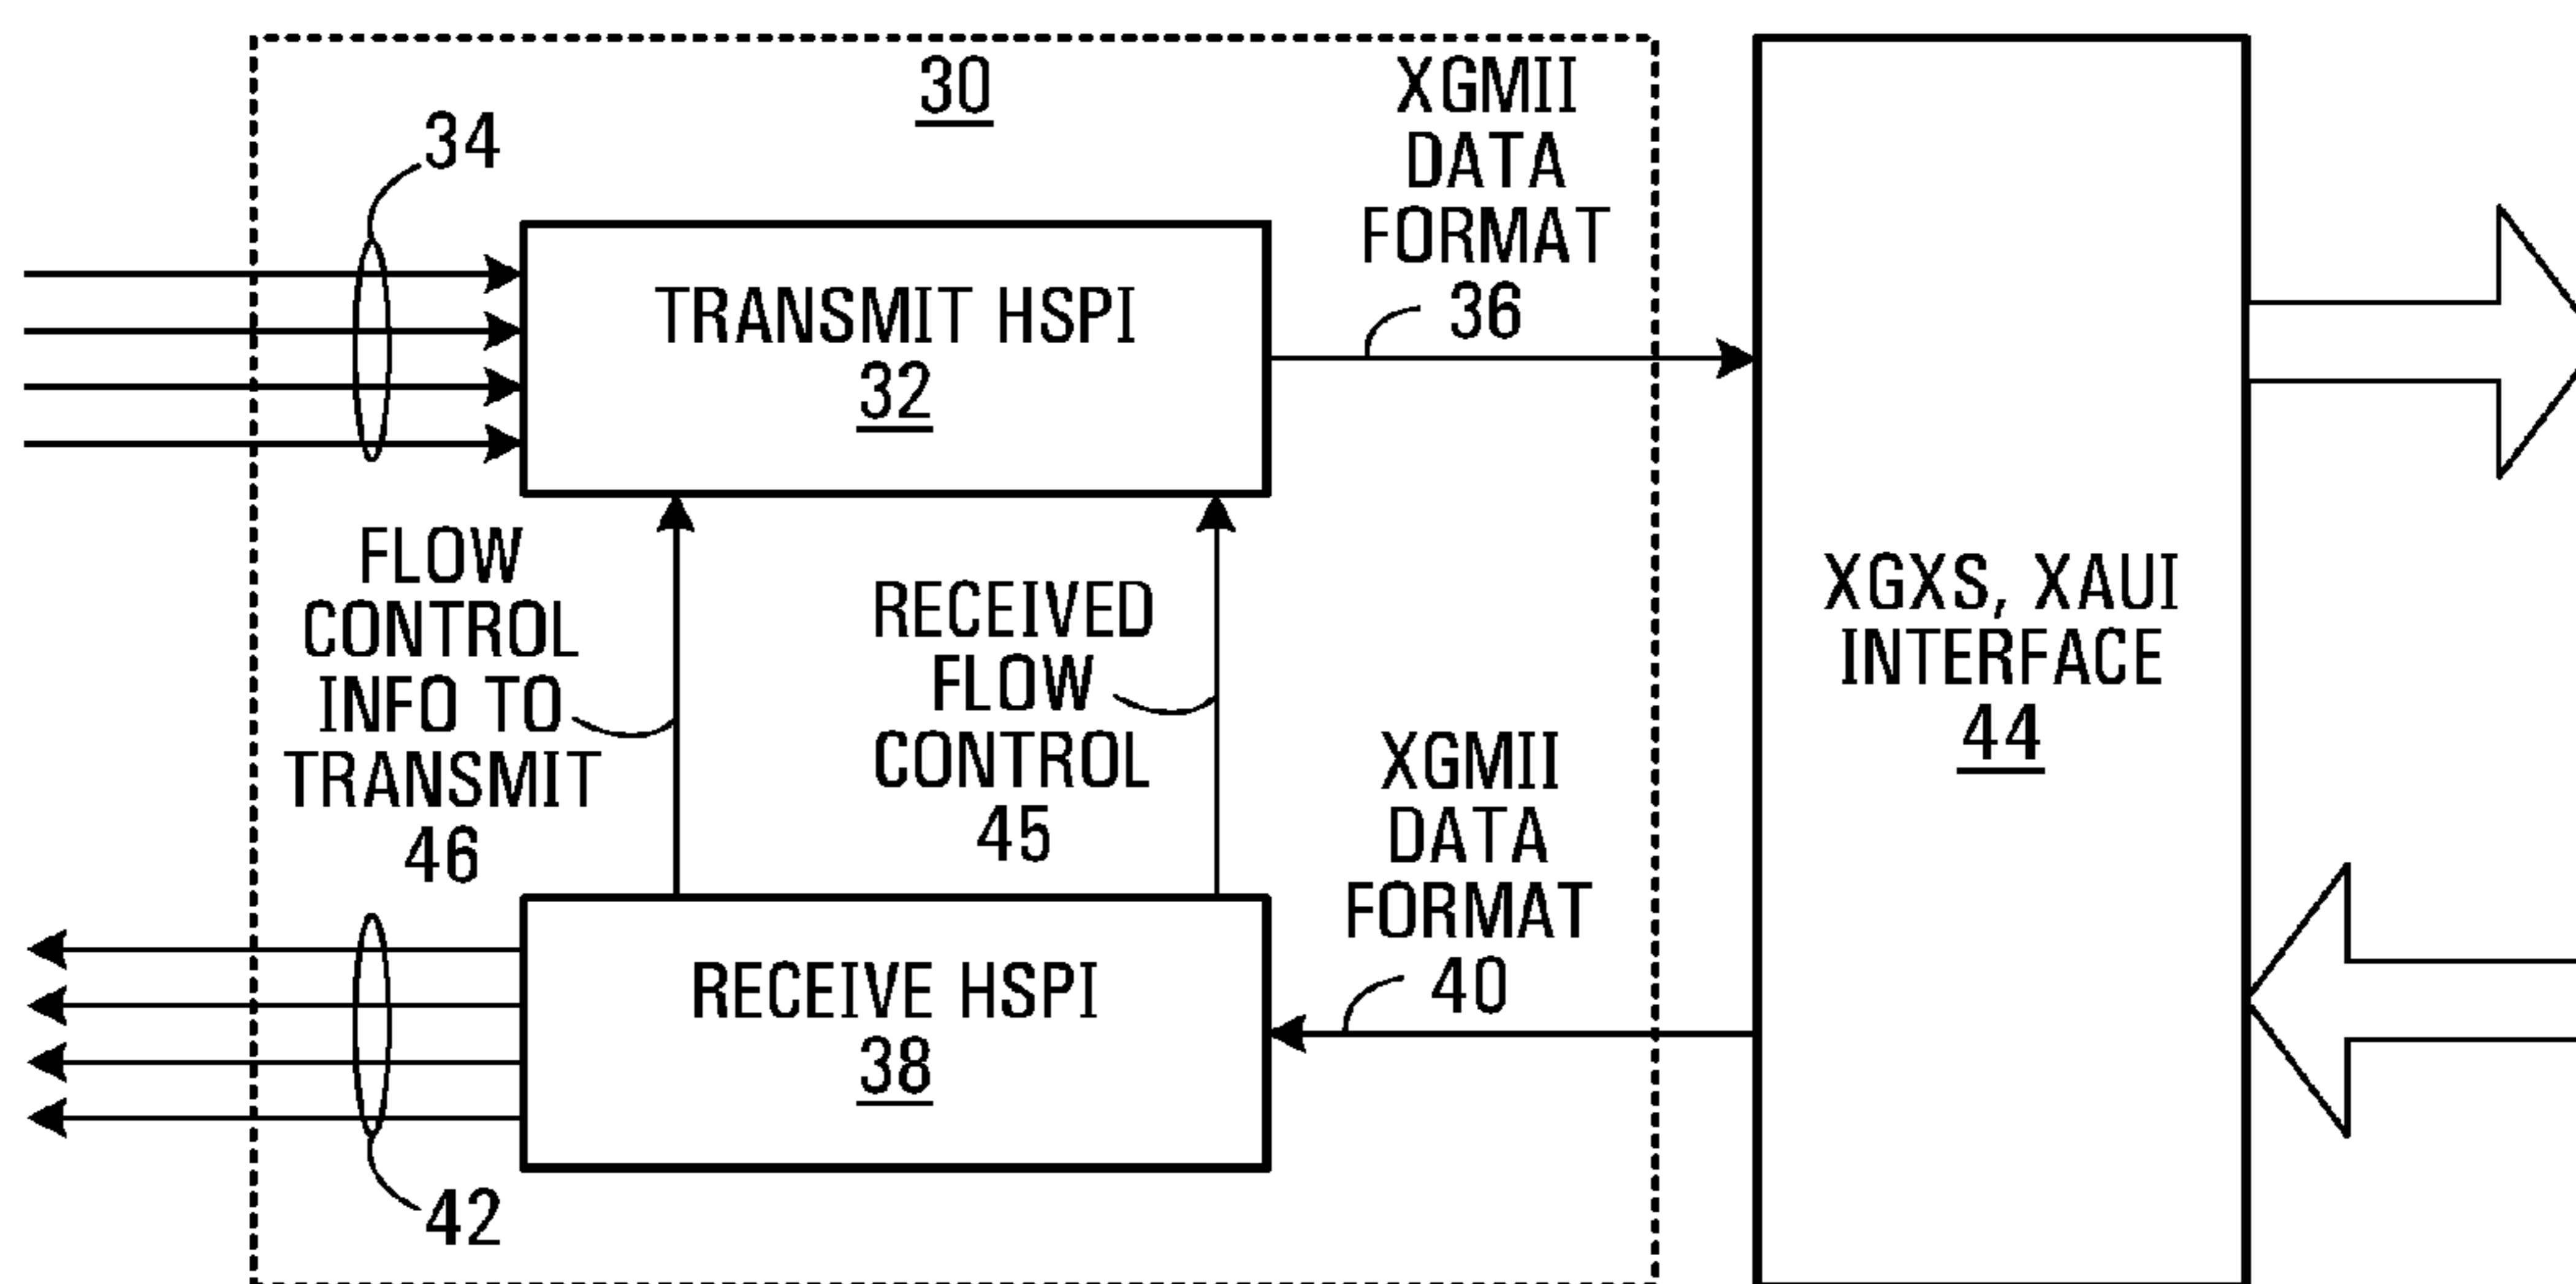 30
34
XGMII
DATA
FORMAT
36
TRANSMIT HSPI
32
FLOW
CONTROL
INFO TO
TRANSMIT
46
RECEIVED
FLOW
CONTROL
45
XGXS, XAUI
INTERFACE
44
XGMII
DATA
FORMAT
40
RECEIVE HSPI
38
42